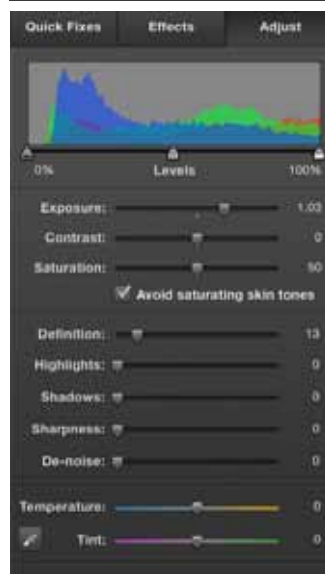 Quick Fixes Effects Adjust
0% Levels 100%
Exposure: 1.03
Contrast: 0
Saturation: 50
Avoid saturating skin tones
Definition: 13
Highlights: 0
Shadows: 0
Sharpness: 0
De-noise: 0
Temperature: 0
Tint: 0